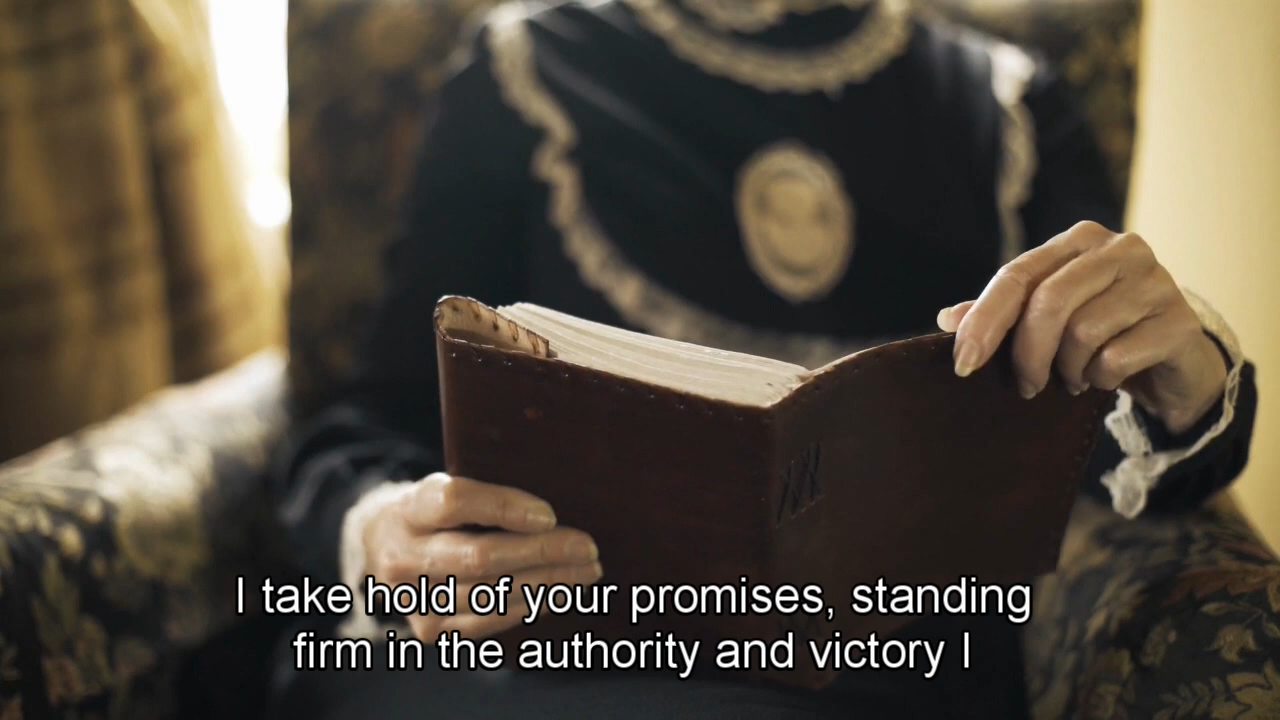 I take hold of your promises, standing
firm in the authority and victory I